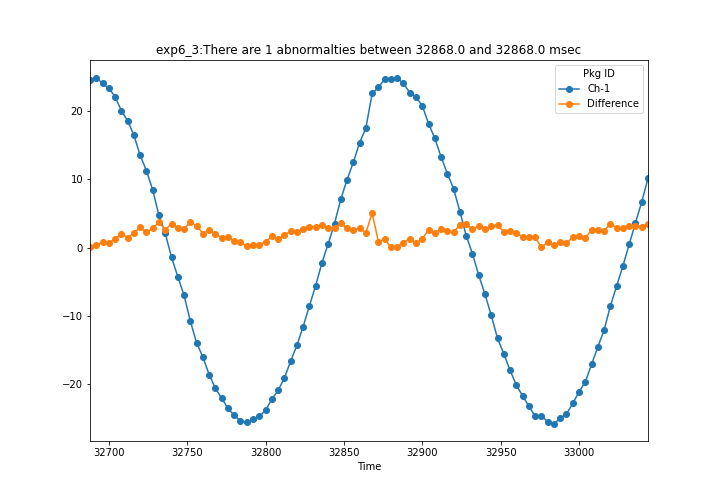 exp6_3:There are 1 abnormalties between 32868.0 and 32868.0 msec
Pkg ID
Ch-1
Difference
20
10
0
−10
−20
32700 32750 32800 32850 32900 32950 33000
Time